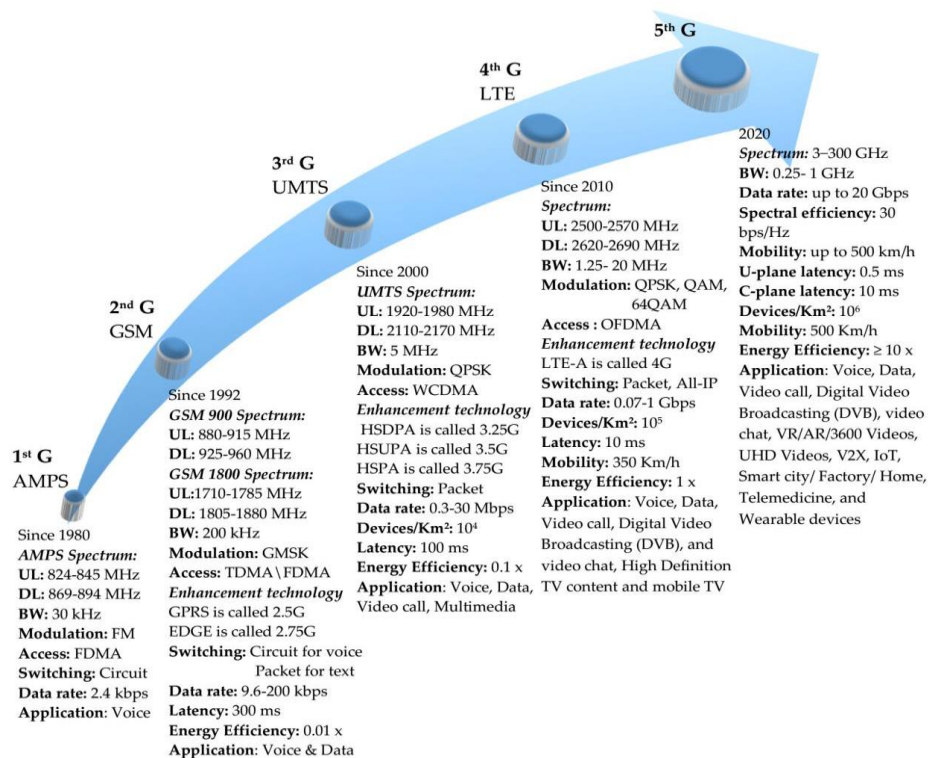 1ˢᵗ G
AMPS
Since 1980
AMPS Spectrum:
UL: 824-845 MHz
DL: 869-894 MHz
BW: 30 kHz
Modulation: FM
Access: FDMA
Switching: Circuit
Data rate: 2.4 kbps
Application: Voice
2ⁿᵈ G
GSM
Since 1992
GSM 900 Spectrum:
UL: 880-915 MHz
DL: 925-960 MHz
GSM 1800 Spectrum:
UL:1710-1785 MHz
DL: 1805-1880 MHz
BW: 200 kHz
Modulation: GMSK
Access: TDMA\FDMA
Enhancement technology
GPRS is called 2.5G
EDGE is called 2.75G
Switching: Circuit for voice
Packet for text
Data rate: 9.6-200 kbps
Latency: 300 ms
Energy Efficiency: 0.01 x
Application: Voice & Data
3ʳᵈ G
UMTS
Since 2000
UMTS Spectrum:
UL: 1920-1980 MHz
DL: 2110-2170 MHz
BW: 5 MHz
Modulation: QPSK
Access: WCDMA
Enhancement technology
HSDPA is called 3.25G
HSUPA is called 3.5G
HSPA is called 3.75G
Switching: Packet
Data rate: 0.3-30 Mbps
Devices/Km²: 10⁴
Latency: 100 ms
Energy Efficiency: 0.1 x
Application: Voice, Data,
Video call, Multimedia
4ᵗʰ G
LTE
Since 2010
Spectrum:
UL: 2500-2570 MHz
DL: 2620-2690 MHz
BW: 1.25- 20 MHz
Modulation: QPSK, QAM,
64QAM
Access : OFDMA
Enhancement technology
LTE-A is called 4G
Switching: Packet, All-IP
Data rate: 0.07-1 Gbps
Devices/Km²: 10⁵
Latency: 10 ms
Mobility: 350 Km/h
Energy Efficiency: 1 x
Application: Voice, Data,
Video call, Digital Video
Broadcasting (DVB), and
video chat, High Definition
TV content and mobile TV
5ᵗʰ G
2020
Spectrum: 3–300 GHz
BW: 0.25- 1 GHz
Data rate: up to 20 Gbps
Spectral efficiency: 30
bps/Hz
Mobility: up to 500 km/h
U-plane latency: 0.5 ms
C-plane latency: 10 ms
Devices/Km²: 10⁶
Mobility: 500 Km/h
Energy Efficiency: ≥ 10 x
Application: Voice, Data,
Video call, Digital Video
Broadcasting (DVB), video
chat, VR/AR/3600 Videos,
UHD Videos, V2X, IoT,
Smart city/ Factory/ Home,
Telemedicine, and
Wearable devices